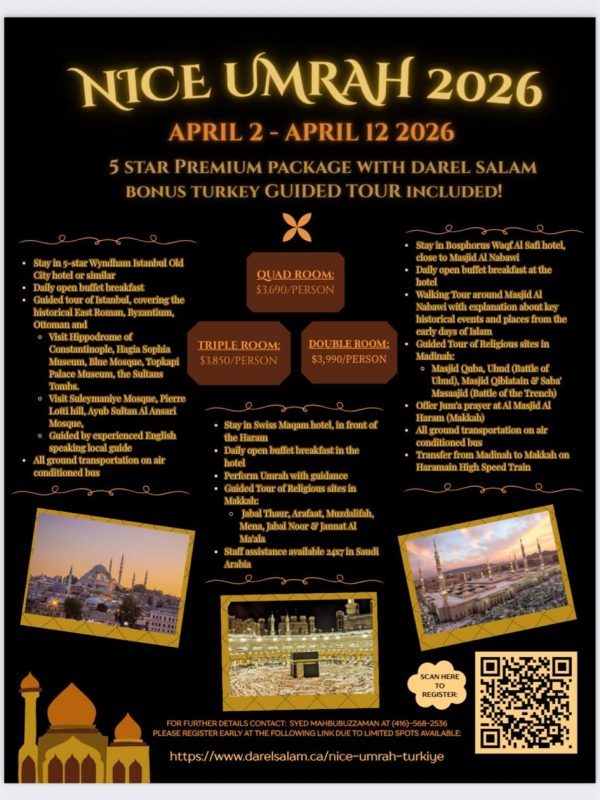 NICE UMRAH 2026
APRIL 2 - APRIL 12 2026
5 STAR PREMIUM PACKAGE WITH DAREL SALAM
BONUS TURKEY GUIDED TOUR INCLUDED!
• Stay in 5-star Wyndham Istanbul Old
City hotel or similar
• Daily open buffet breakfast
• Guided tour of Istanbul, covering the
historical East Roman, Byzantium,
Ottoman and
○ Visit Hippodrome of
Constantinople, Hagia Sophia
Museum, Blue Mosque, Topkapi
Palace Museum, the Sultans
Tombs.
○ Visit Suleymaniye Mosque, Pierre
Lotti hill, Ayub Sultan Al Ansari
Mosque,
○ Guided by experienced English
speaking local guide
• All ground transportation on air
conditioned bus
QUAD ROOM:
$3,690/PERSON
TRIPLE ROOM:
$3,850/PERSON
DOUBLE ROOM:
$3,990/PERSON
• Stay in Swiss Maqam hotel, in front of
the Haram
• Daily open buffet breakfast in the
hotel
• Perform Umrah with guidance
• Guided Tour of Religious sites in
Makkah:
○ Jabal Thaur, Arafaat, Muzdalifah,
Mena, Jabal Noor & Jannat Al
Ma'ala
• Staff assistance available 24x7 in Saudi
Arabia
• Stay in Bosphorus Waqf Al Safi hotel,
close to Masjid Al Nabawi
• Daily open buffet breakfast at the
hotel
• Walking Tour around Masjid Al
Nabawi with explanation about key
historical events and places from the
early days of Islam
• Guided Tour of Religious sites in
Madinah:
○ Masjid Quba, Uhud (Battle of
Uhud), Masjid Qiblatain & Saba'
Masaajid (Battle of the Trench)
• Offer Jum'a prayer at Al Masjid Al
Haram (Makkah)
• All ground transportation on air
conditioned bus
• Transfer from Madinah to Makkah on
Haramain High Speed Train
SCAN HERE
TO
REGISTER:
FOR FURTHER DETAILS CONTACT: SYED MAHBUBUZZAMAN AT (416)-568-2536
PLEASE REGISTER EARLY AT THE FOLLOWING LINK DUE TO LIMITED SPOTS AVAILABLE:
https://www.darelsalam.ca/nice-umrah-turkiye